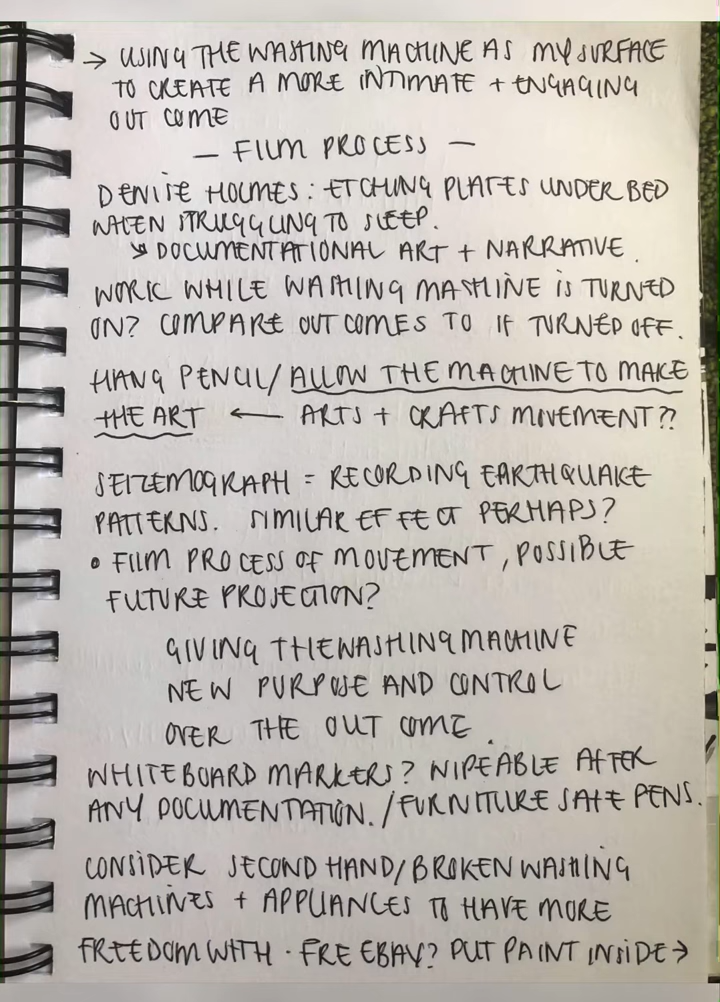 → USING THE WASHING MACHINE AS MY SURFACE
TO CREATE A MORE INTIMATE + ENGAGING
OUT COME
— FILM PROCESS —
DENISE HOLMES: ETCHING PLATES UNDER BED
WHEN STRUGGLING TO SLEEP.
↘ DOCUMENTATIONAL ART + NARRATIVE.
WORK WHILE WASHING MACHINE IS TURNED
ON? COMPARE OUTCOMES TO IF TURNED OFF.
HANG PENCIL/ALLOW THE MACHINE TO MAKE
THE ART ← ARTS + CRAFTS MOVEMENT??
SEIZEMOGRAPH = RECORDING EARTHQUAKE
PATTERNS. SIMILAR EFFECT PERHAPS?
• FILM PROCESS OF MOVEMENT, POSSIBLE
FUTURE PROJECTION?
GIVING THE WASHING MACHINE
NEW PURPOSE AND CONTROL
OVER THE OUT COME.
WHITEBOARD MARKERS? WIPEABLE AFTER
ANY DOCUMENTATION./FURNITURE SAFE PENS.
CONSIDER SECOND HAND/BROKEN WASHING
MACHINES + APPLIANCES TO HAVE MORE
FREEDOM WITH · FREE EBAY? PUT PAINT INSIDE →